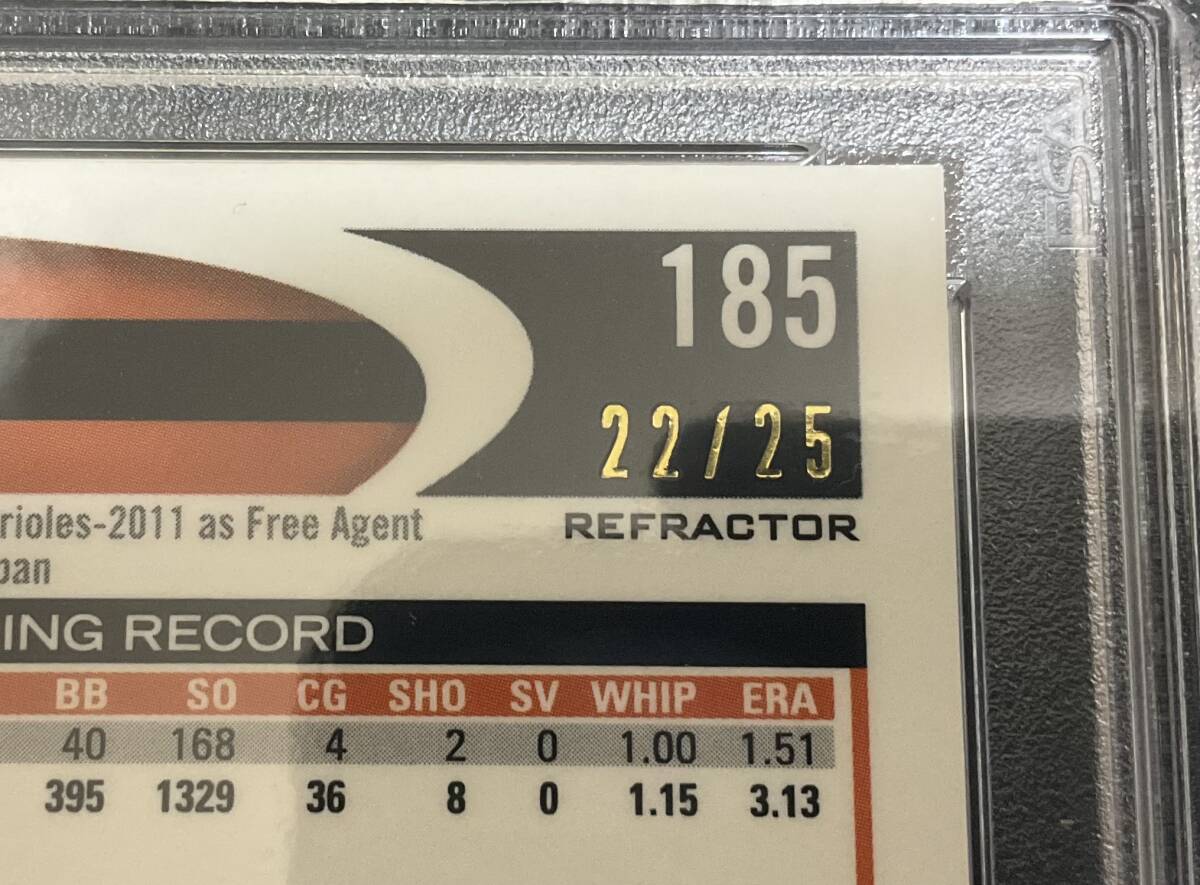 PSA
185
22/25
REFRACTOR
rioles-2011 as Free Agent
pan
ING RECORD
BB SO CG SHO SV WHIP ERA
40 168 4 2 0 1.00 1.51
395 1329 36 8 0 1.15 3.13